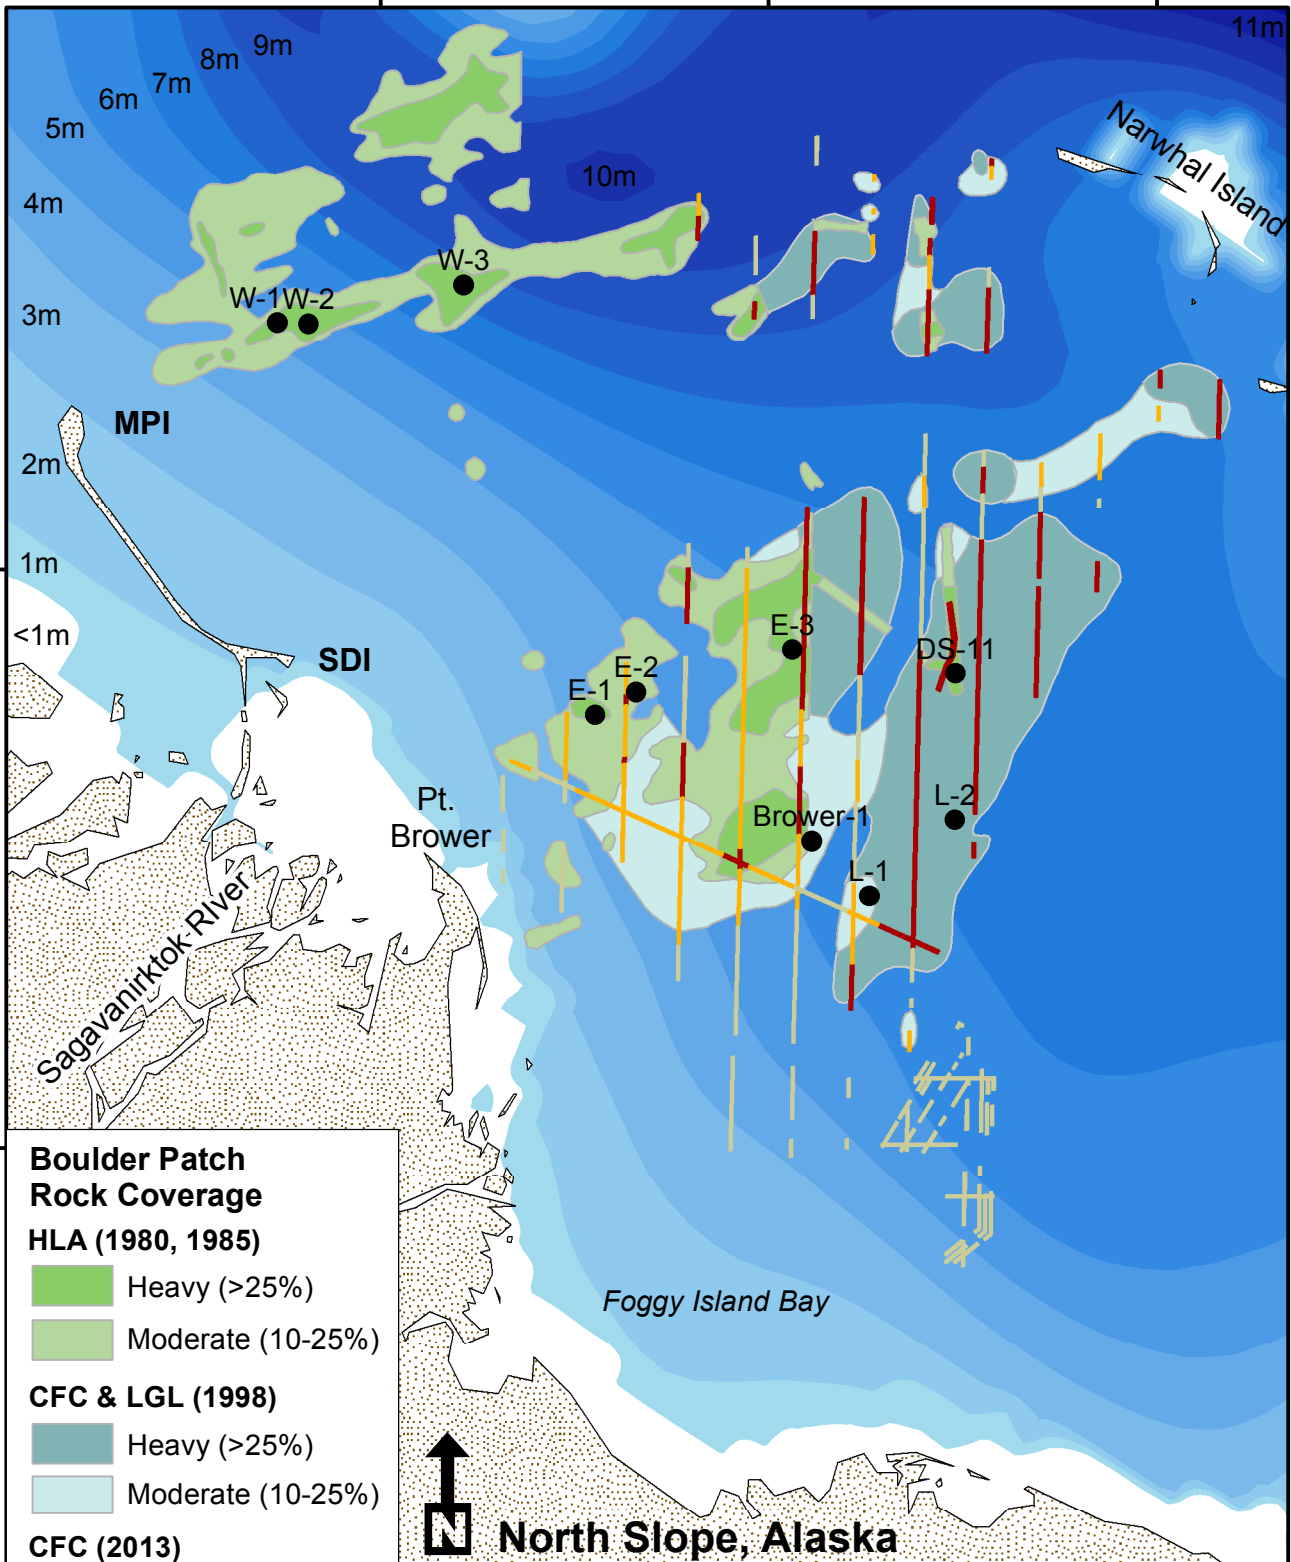 11m
9m
8m
7m
6m
5m
10m
Narwhal Island
4m
W-3
W-1
W-2
3m
MPI
2m
1m
<1m
E-3
DS-11
SDI
E-2
E-1
Pt.
Brower
Brower-1
L-2
L-1
Sagavanirktok RIver
Boulder Patch
Rock Coverage
HLA (1980, 1985)
Heavy (>25%)
Moderate (10-25%)
Foggy Island Bay
CFC & LGL (1998)
Heavy (>25%)
Moderate (10-25%)
CFC (2013)
N
North Slope, Alaska